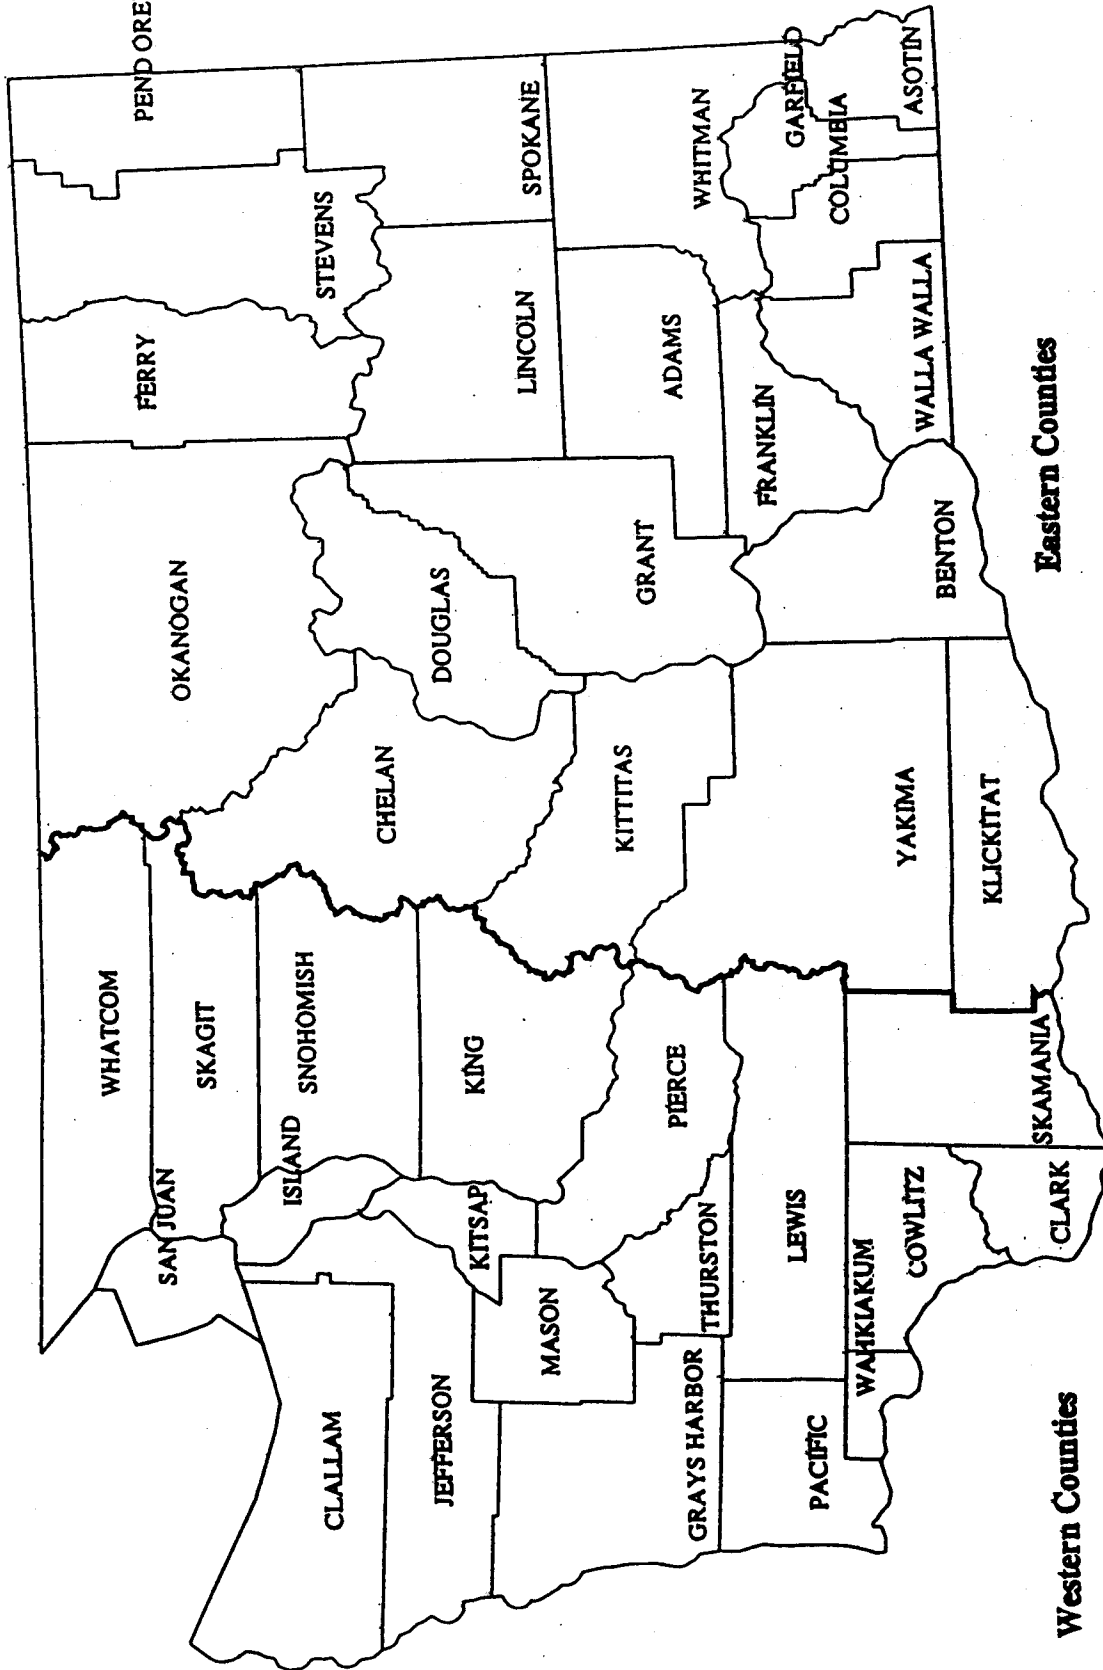 WHATCOM
SKAGIT
SAN JUAN
ISLAND
SNOHOMISH
KING
KITSAP
CLALLAM
JEFFERSON
MASON
GRAYS HARBOR
THURSTON
PIERCE
PACIFIC
LEWIS
WAHKIAKUM
COWLITZ
CLARK
SKAMANIA
OKANOGAN
CHELAN
DOUGLAS
KITTITAS
GRANT
YAKIMA
KLICKITAT
BENTON
FERRY
STEVENS
PEND ORE
LINCOLN
SPOKANE
ADAMS
WHITMAN
FRANKLIN
WALLA WALLA
COLUMBIA
GARFIELD
ASOTIN
Western Counties
Eastern Counties